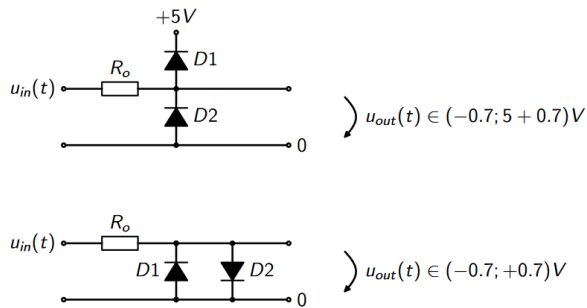 +5V
D1
R_o
u_in(t)
D2
u_out(t) ∈ (−0.7; 5 + 0.7)V
0
R_o
u_in(t)
D1
D2
u_out(t) ∈ (−0.7; +0.7)V
0